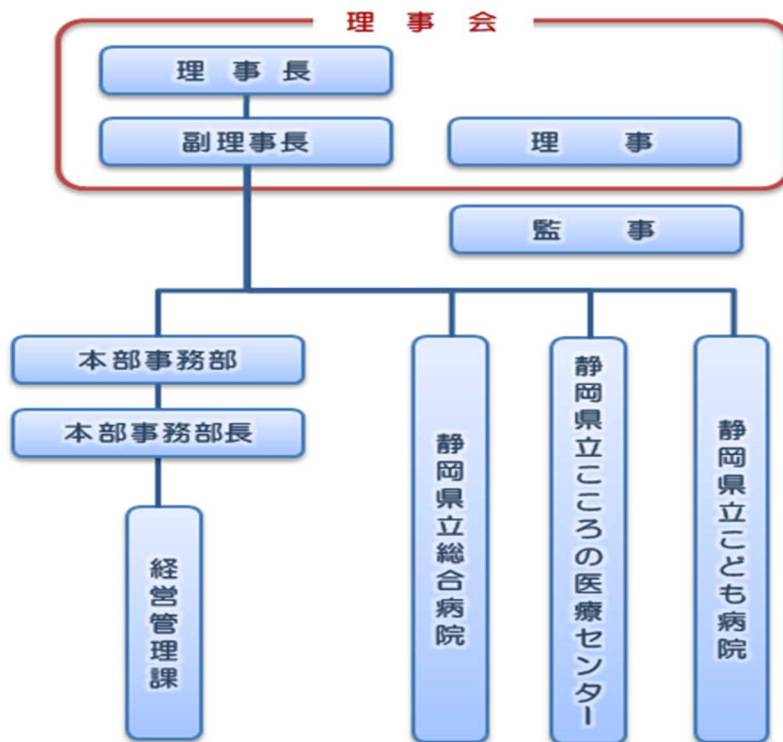 理事会
理事長
副理事長
理事
監事
本部事務部
本部事務部長
経営管理課
静岡県立総合病院
静岡県立こころの医療センター
静岡県立こども病院